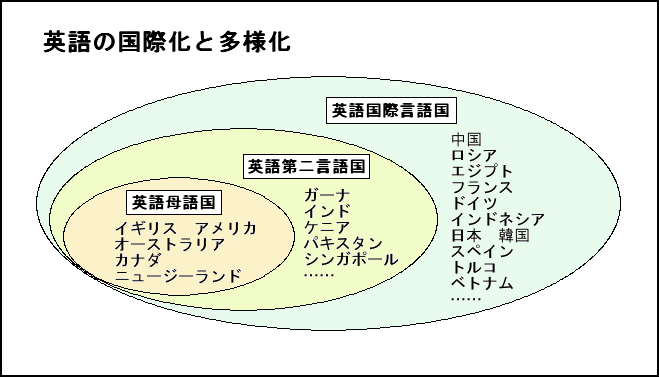 英語の国際化と多様化
英語国際言語国
中国
ロシア
エジプト
フランス
ドイツ
インドネシア
日本　韓国
スペイン
トルコ
ベトナム
……
英語第二言語国
ガーナ
インド
ケニア
パキスタン
シンガポール
……
英語母語国
イギリス　アメリカ
オーストラリア
カナダ
ニュージーランド